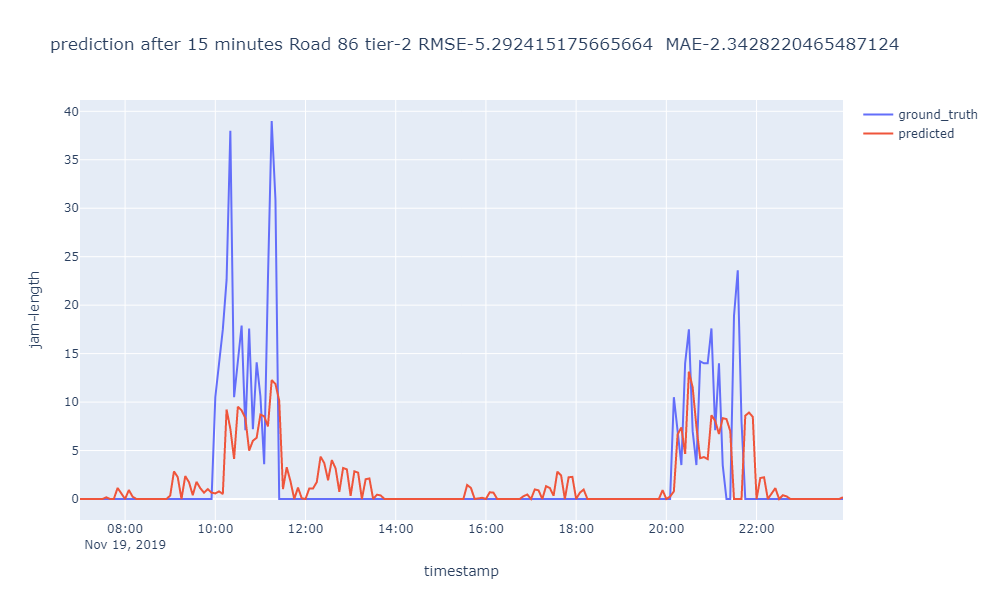 prediction after 15 minutes Road 86 tier-2 RMSE-5.292415175665664  MAE-2.3428220465487124
40
35
30
25
20
15
10
5
0
jam-length
08:00
10:00
12:00
14:00
16:00
18:00
20:00
22:00
Nov 19, 2019
timestamp
ground_truth
predicted